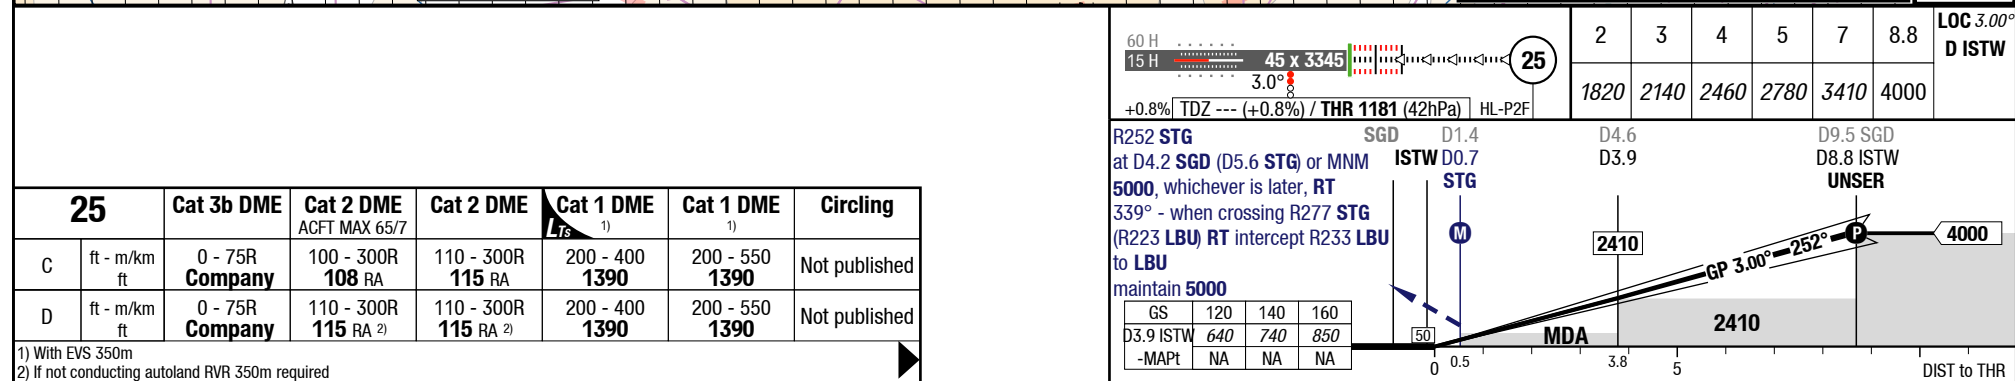 60 H
15 H
45 x 3345
3.0°
25
+0.8%
TDZ --- (+0.8%) / THR 1181 (42hPa)
HL-P2F
2 3 4 5 7 8.8 LOC 3.00°
D ISTW
1820 2140 2460 2780 3410 4000
R252 STG
at D4.2 SGD (D5.6 STG) or MNM
5000, whichever is later, RT
339° - when crossing R277 STG
(R223 LBU) RT intercept R233 LBU
to LBU
maintain 5000
SGD D1.4 D4.6 D9.5 SGD
ISTW D0.7 D3.9 D8.8 ISTW
STG UNSER
M
2410
GP 3.00° 252°
P
4000
50
MDA
2410
0 0.5 3.8 5 DIST to THR
GS 120 140 160
D3.9 ISTW 640 740 850
-MAPt NA NA NA
25 Cat 3b DME Cat 2 DME Cat 2 DME Cat 1 DME Cat 1 DME Circling
ACFT MAX 65/7 LTs 1) 1)
C ft - m/km 0 - 75R 100 - 300R 110 - 300R 200 - 400 200 - 550 Not published
ft Company 108 RA 115 RA 1390 1390
D ft - m/km 0 - 75R 110 - 300R 110 - 300R 200 - 400 200 - 550 Not published
ft Company 115 RA 2) 115 RA 2) 1390 1390
1) With EVS 350m
2) If not conducting autoland RVR 350m required